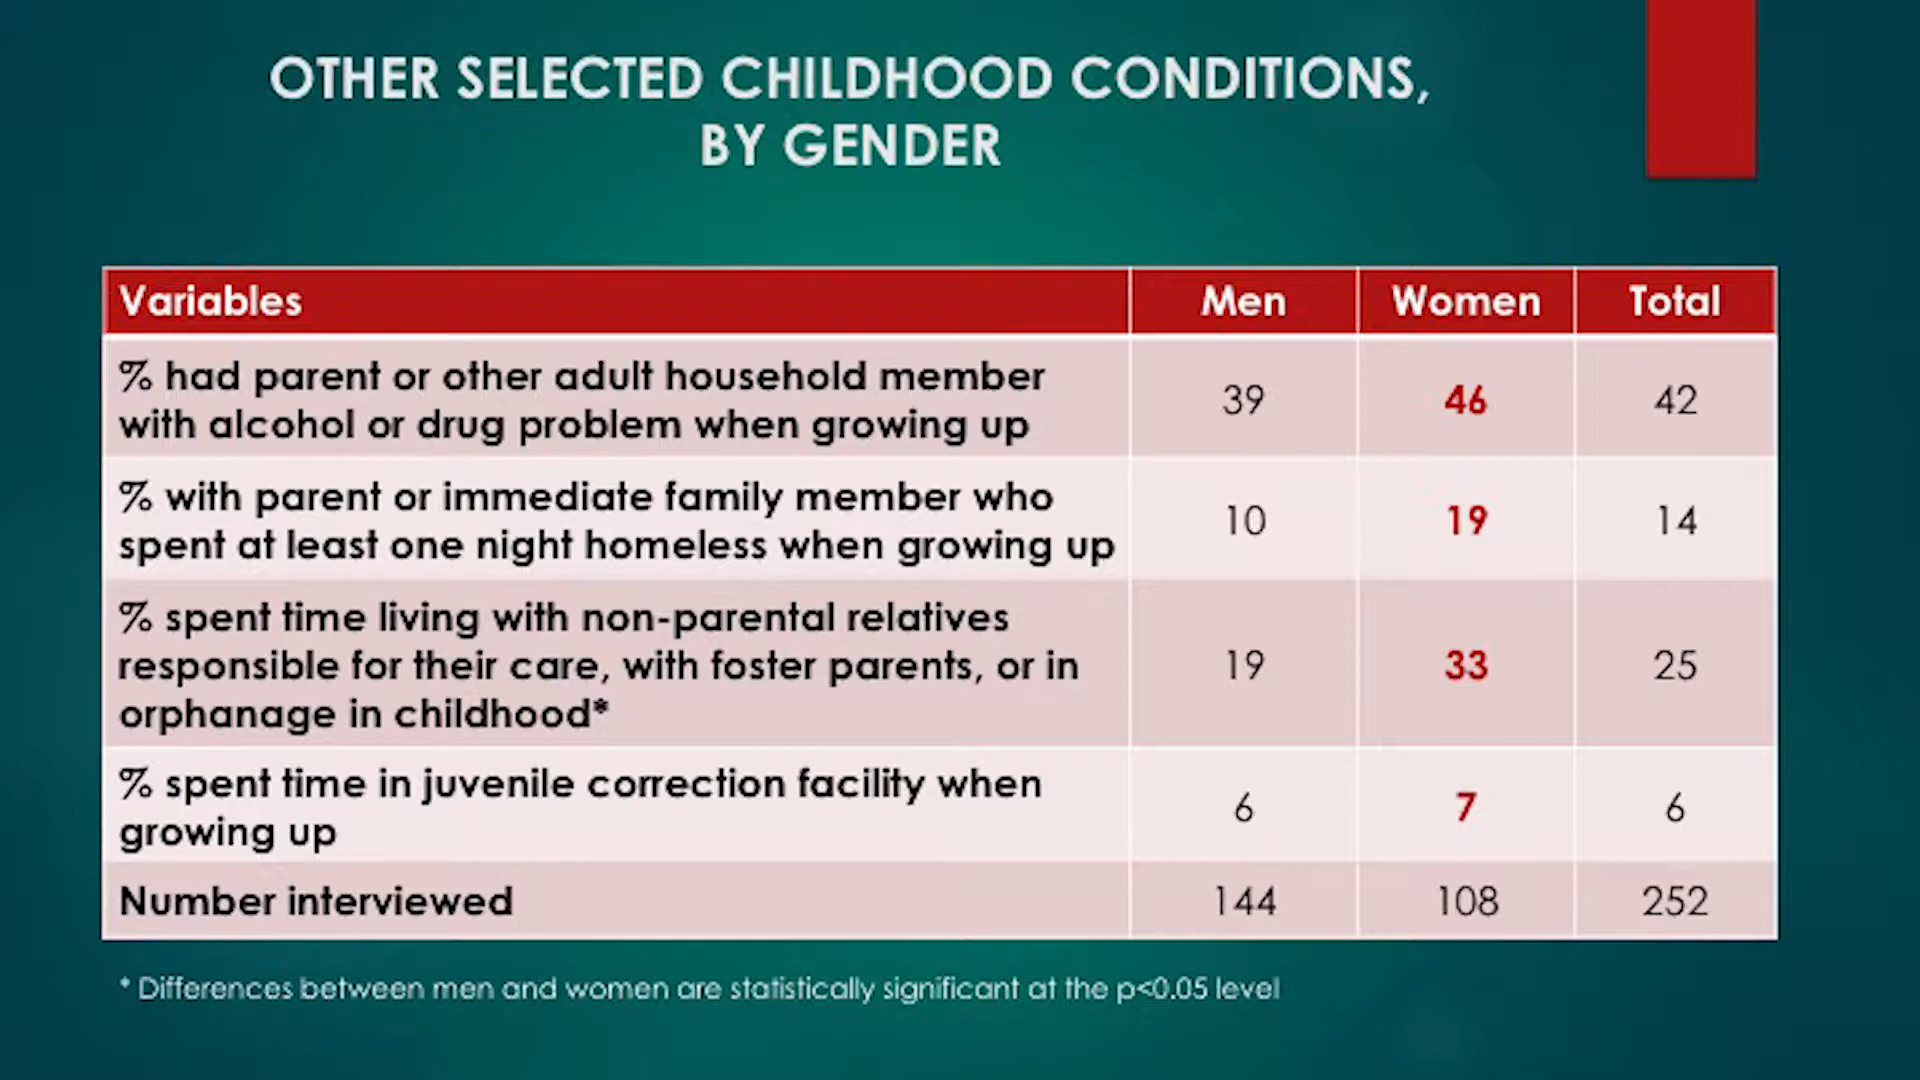 OTHER SELECTED CHILDHOOD CONDITIONS,
BY GENDER
Variables Men Women Total
% had parent or other adult household member
with alcohol or drug problem when growing up 39 46 42
% with parent or immediate family member who
spent at least one night homeless when growing up 10 19 14
% spent time living with non-parental relatives
responsible for their care, with foster parents, or in 19 33 25
orphanage in childhood*
% spent time in juvenile correction facility when
growing up 6 7 6
Number interviewed 144 108 252
* Differences between men and women are statistically significant at the p<0.05 level